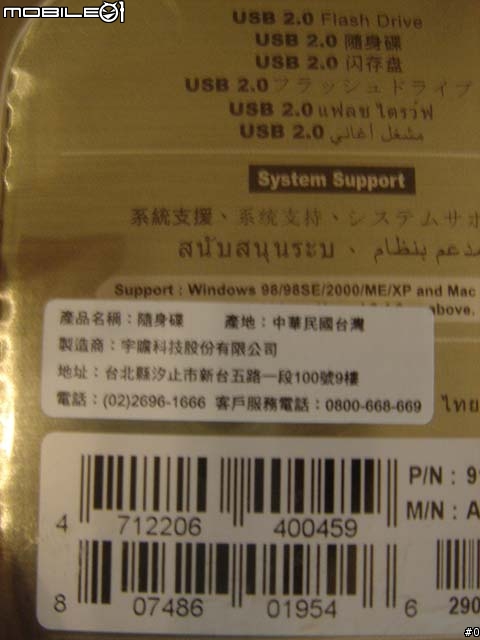 MOBILE01
USB 2.0 Flash Drive
USB 2.0 隨身碟
USB 2.0 闪存盘
USB 2.0 フラッシュドライブ
USB 2.0 แฟลช ไดรว์ฟ
USB 2.0 مشغل أغاني
System Support
系統支援、系统支持、システムサポ
สนับสนุนระบบ、مدعم بنظام
Support : Windows 98/98SE/2000/ME/XP and Mac
above.
產品名稱：隨身碟 產地：中華民國台灣
製造商：宇瞻科技股份有限公司
地址：台北縣汐止市新台五路一段100號9樓
電話：(02)2696-1666 客戶服務電話：0800-668-669
ไทย
P/N : 9
M/N : A
4 712206 400459
8 07486 01954 6
290
#0